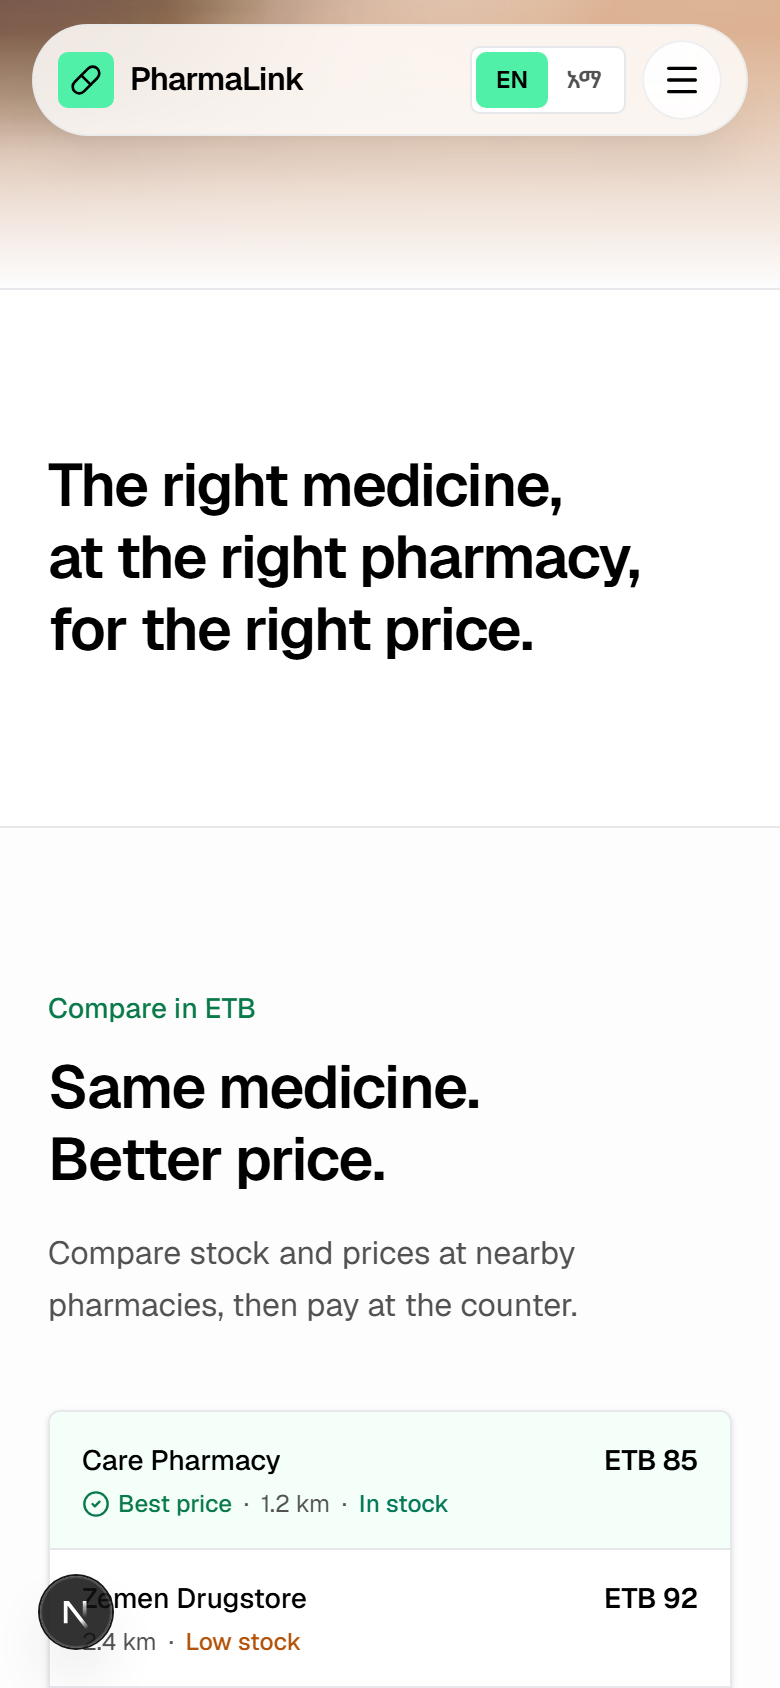 PharmaLink
EN
አማ
The right medicine,
at the right pharmacy,
for the right price.
Compare in ETB
Same medicine.
Better price.
Compare stock and prices at nearby
pharmacies, then pay at the counter.
Care Pharmacy ETB 85
Best price · 1.2 km · In stock
Zemen Drugstore ETB 92
2.4 km · Low stock
N